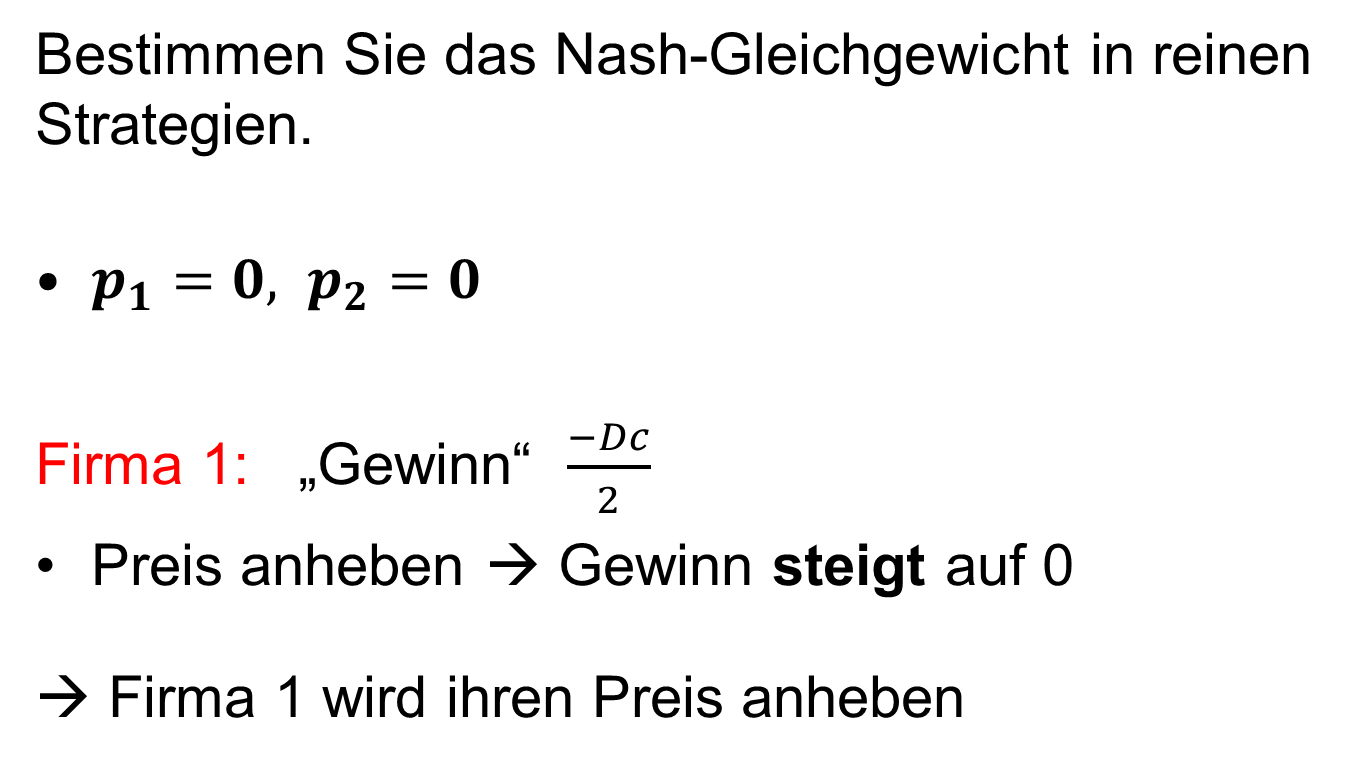 Bestimmen Sie das Nash-Gleichgewicht in reinen
Strategien.
• p₁ = 0, p₂ = 0
Firma 1: „Gewinn“ −Dc/2
• Preis anheben → Gewinn steigt auf 0
→ Firma 1 wird ihren Preis anheben